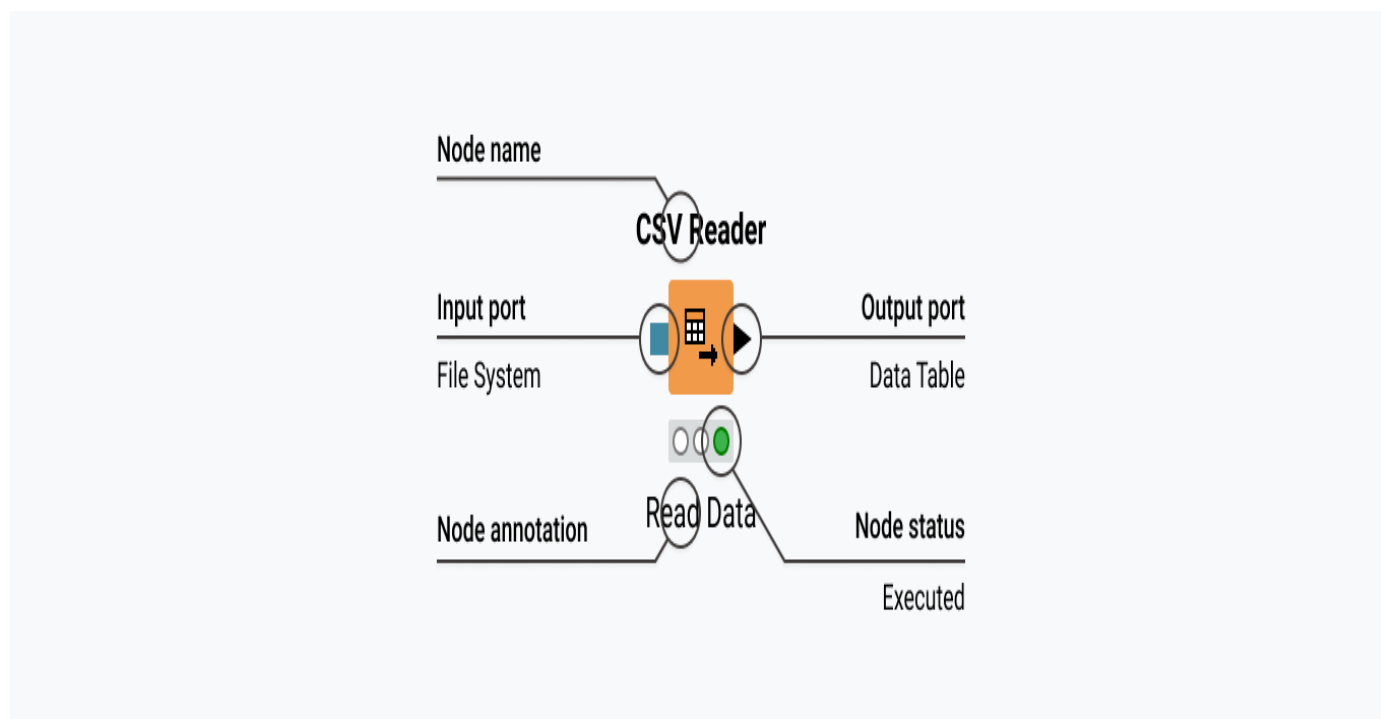 Node name
CSV Reader
Input port
Output port
File System
Data Table
Read Data
Node annotation
Node status
Executed